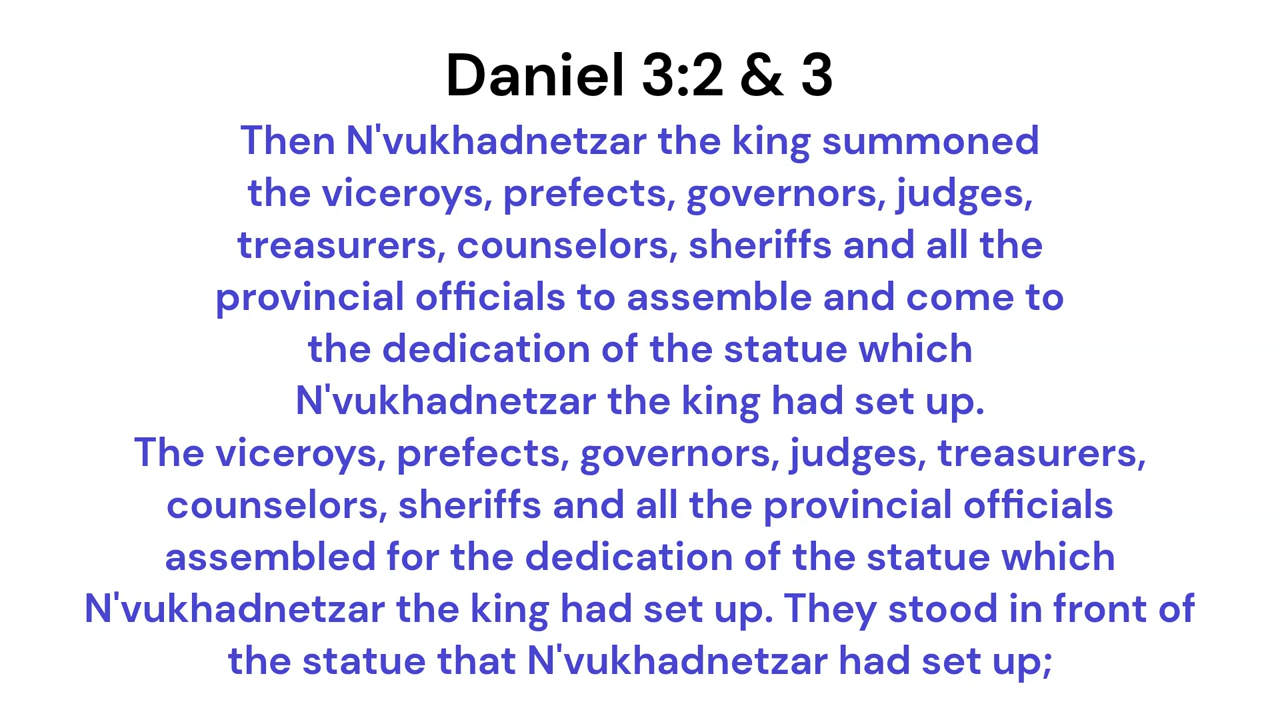 Daniel 3:2 & 3
Then N'vukhadnetzar the king summoned
the viceroys, prefects, governors, judges,
treasurers, counselors, sheriffs and all the
provincial officials to assemble and come to
the dedication of the statue which
N'vukhadnetzar the king had set up.
The viceroys, prefects, governors, judges, treasurers,
counselors, sheriffs and all the provincial officials
assembled for the dedication of the statue which
N'vukhadnetzar the king had set up. They stood in front of
the statue that N'vukhadnetzar had set up;